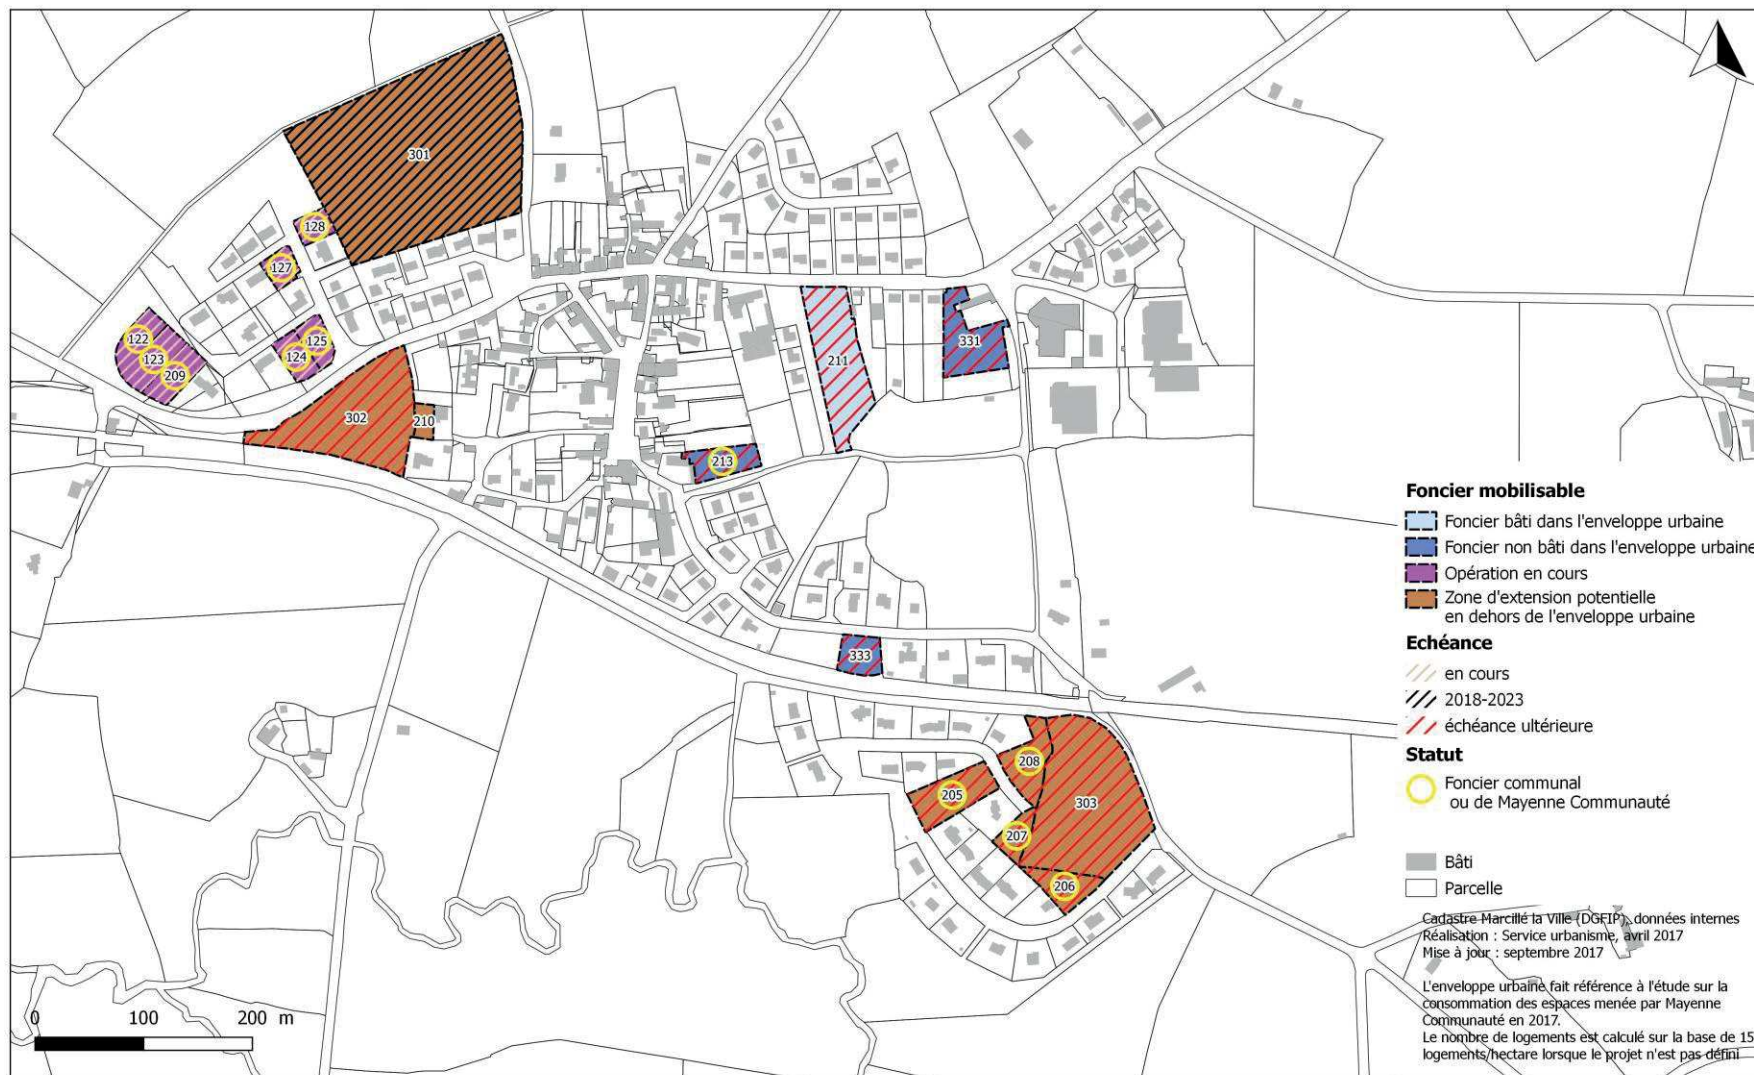 301
128
127
122
123
209
124
125
302
210
213
211
331
333
205
208
207
303
206
Foncier mobilisable
Foncier bâti dans l'enveloppe urbaine
Foncier non bâti dans l'enveloppe urbaine
Opération en cours
Zone d'extension potentielle
en dehors de l'enveloppe urbaine
Echéance
en cours
2018-2023
échéance ultérieure
Statut
Foncier communal
ou de Mayenne Communauté
Bâti
Parcelle
Cadastre Marcillé la Ville (DGFIP), données internes
Réalisation : Service urbanisme, avril 2017
Mise à jour : septembre 2017
L'enveloppe urbaine fait référence à l'étude sur la
consommation des espaces menée par Mayenne
Communauté en 2017.
Le nombre de logements est calculé sur la base de 15
logements/hectare lorsque le projet n'est pas défini
0 100 200 m